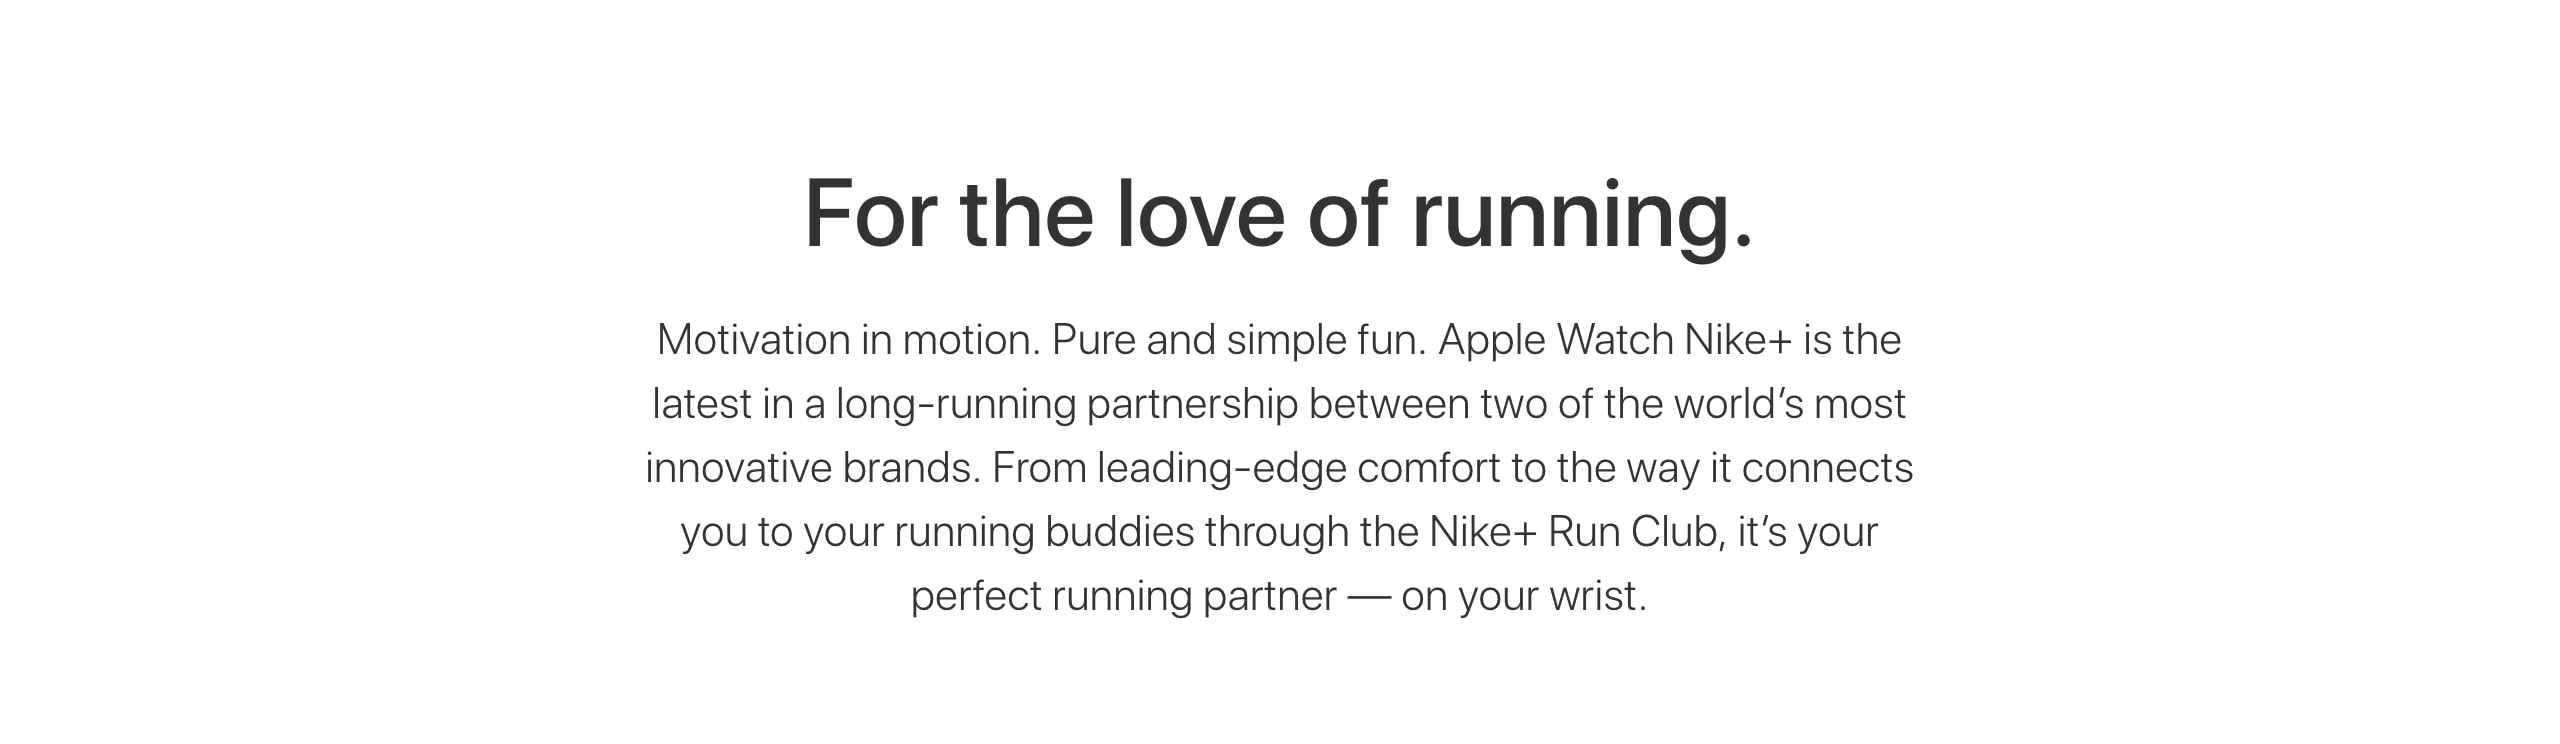 For the love of running.
Motivation in motion. Pure and simple fun. Apple Watch Nike+ is the
latest in a long-running partnership between two of the world’s most
innovative brands. From leading-edge comfort to the way it connects
you to your running buddies through the Nike+ Run Club, it’s your
perfect running partner — on your wrist.